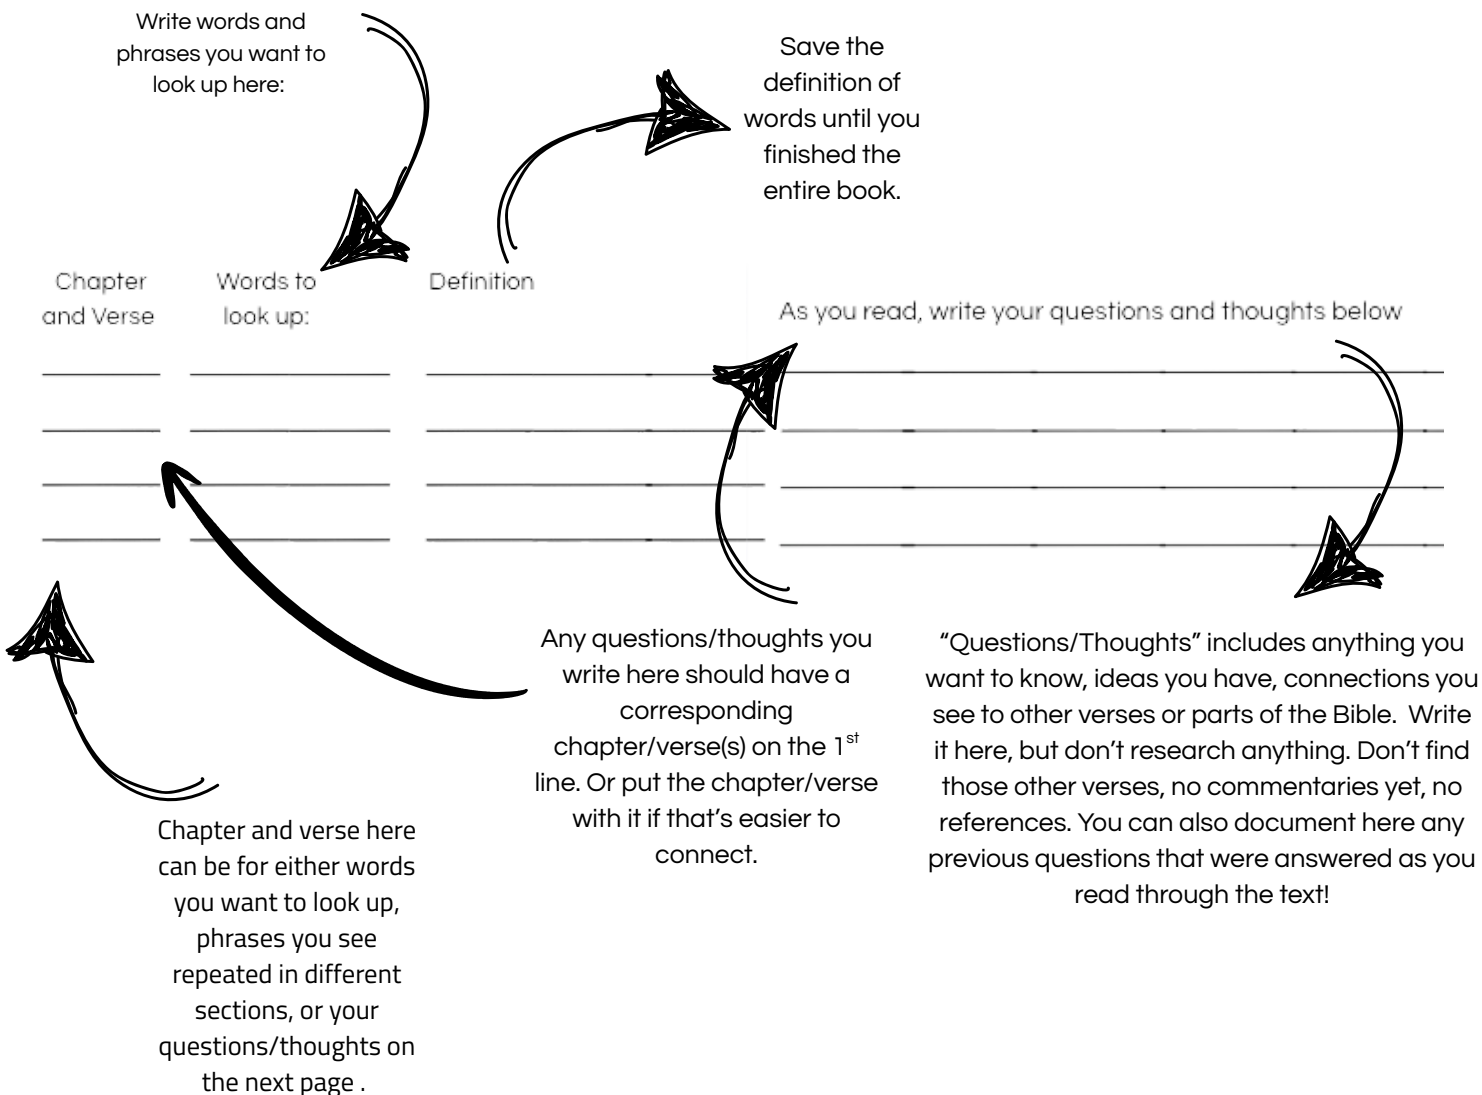 Write words and
phrases you want to
look up here:
Save the
definition of
words until you
finished the
entire book.
Chapter
and Verse
Words to
look up:
Definition
As you read, write your questions and thoughts below
Any questions/thoughts you
write here should have a
corresponding
chapter/verse(s) on the 1st
line. Or put the chapter/verse
with it if that’s easier to
connect.
“Questions/Thoughts” includes anything you
want to know, ideas you have, connections you
see to other verses or parts of the Bible.  Write
it here, but don’t research anything. Don’t find
those other verses, no commentaries yet, no
references. You can also document here any
previous questions that were answered as you
read through the text!
Chapter and verse here
can be for either words
you want to look up,
phrases you see
repeated in different
sections, or your
questions/thoughts on
the next page .